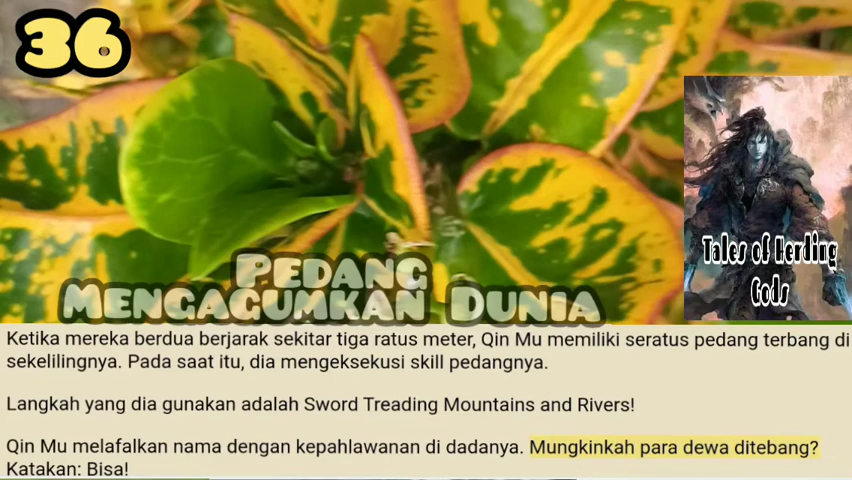 36
Tales of Herding
Gods
PEDANG
MENGAGUMKAN DUNIA
Ketika mereka berdua berjarak sekitar tiga ratus meter, Qin Mu memiliki seratus pedang terbang di
sekelilingnya. Pada saat itu, dia mengeksekusi skill pedangnya.
Langkah yang dia gunakan adalah Sword Treading Mountains and Rivers!
Qin Mu melafalkan nama dengan kepahlawanan di dadanya. Mungkinkah para dewa ditebang?
Katakan: Bisa!